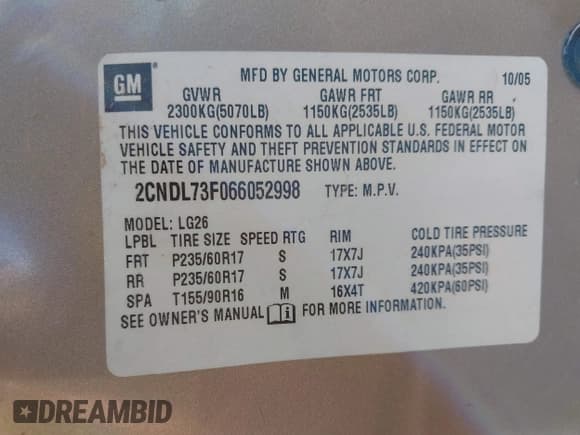 GM
MFD BY GENERAL MOTORS CORP. 10/05
GVWR GAWR FRT GAWR RR
2300KG(5070LB) 1150KG(2535LB) 1150KG(2535LB)
THIS VEHICLE CONFORMS TO ALL APPLICABLE U.S. FEDERAL MOTOR
VEHICLE SAFETY AND THEFT PREVENTION STANDARDS IN EFFECT ON
THE DATE OF MANUFACTURE SHOWN ABOVE.
2CNDL73F066052998 TYPE: M.P.V.
MODEL: LG26
LPBL TIRE SIZE SPEED RTG RIM COLD TIRE PRESSURE
FRT P235/60R17 S 17X7J 240KPA(35PSI)
RR P235/60R17 S 17X7J 240KPA(35PSI)
SPA T155/90R16 M 16X4T 420KPA(60PSI)
SEE OWNER'S MANUAL i FOR MORE INFORMATION.
DREAMBID